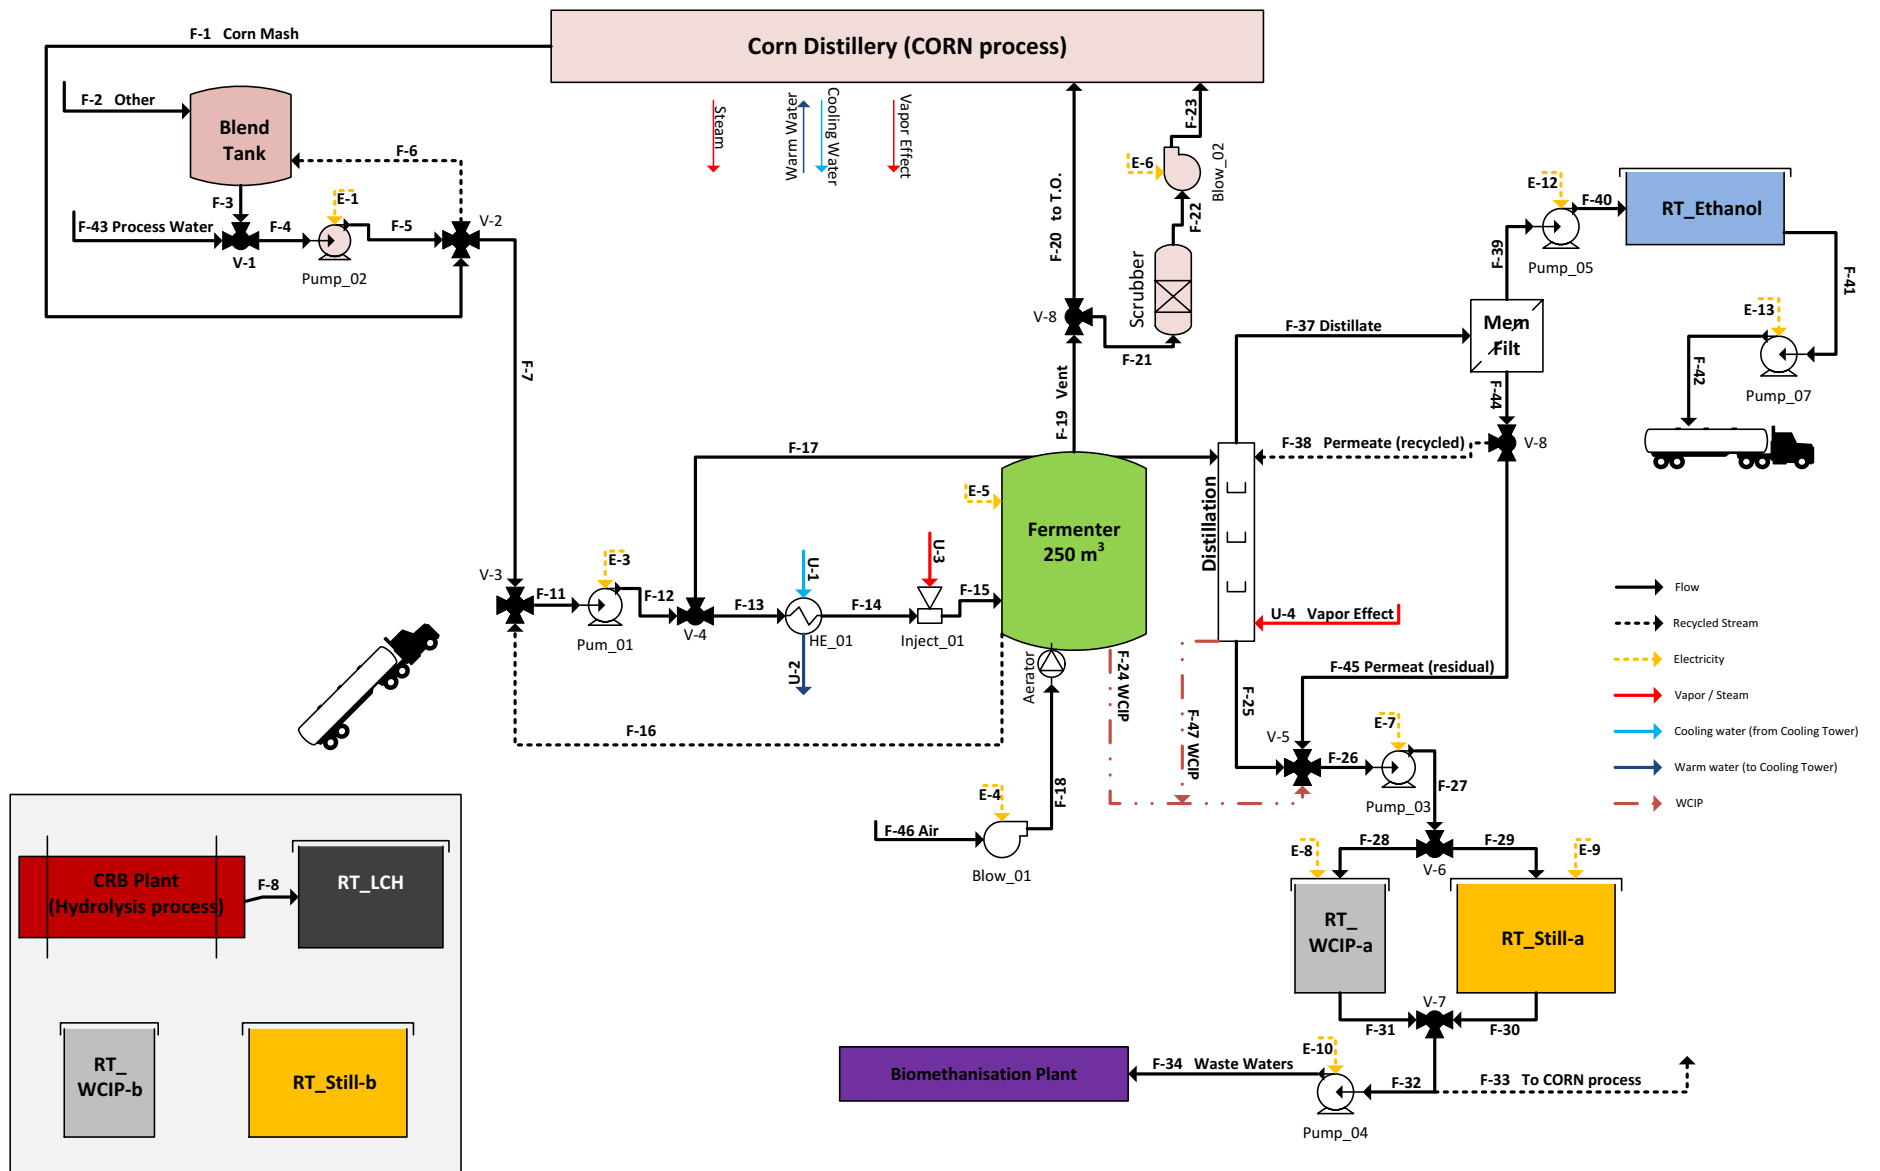 F-1 Corn Mash
Corn Distillery (CORN process)
F-2 Other
Blend
Tank
F-6
F-3
E-1
F-43 Process Water
F-4
F-5
V-2
V-1
Pump_02
Steam
Warm Water
Cooling Water
Vapor Effect
F-20 to T.O.
F-23
E-6
Blow_02
F-22
Scrubber
V-8
F-21
F-19 Vent
E-12
F-40
RT_Ethanol
F-39
Pump_05
F-41
E-13
F-37 Distillate
Mem
Filt
F-42
Pump_07
F-44
F-7
F-17
F-38 Permeate (recycled)
V-8
E-5
Fermenter
250 m³
Distillation
V-3
E-3
U-1
U-3
F-11
F-12
F-13
F-14
F-15
Pum_01
V-4
HE_01
Inject_01
U-2
U-4 Vapor Effect
Aerator
F-24 WCIP
F-47 WCIP
F-25
F-45 Permeat (residual)
F-16
F-18
V-5
E-7
F-26
F-27
Pump_03
E-4
F-46 Air
Blow_01
Flow
Recycled Stream
Electricity
Vapor / Steam
Cooling water (from Cooling Tower)
Warm water (to Cooling Tower)
WCIP
F-28
F-29
E-8
V-6
E-9
RT_
WCIP-a
RT_Still-a
V-7
F-31
F-30
E-10
F-34 Waste Waters
F-32
F-33 To CORN process
Biomethanisation Plant
Pump_04
CRB Plant
(Hydrolysis process)
F-8
RT_LCH
RT_
WCIP-b
RT_Still-b